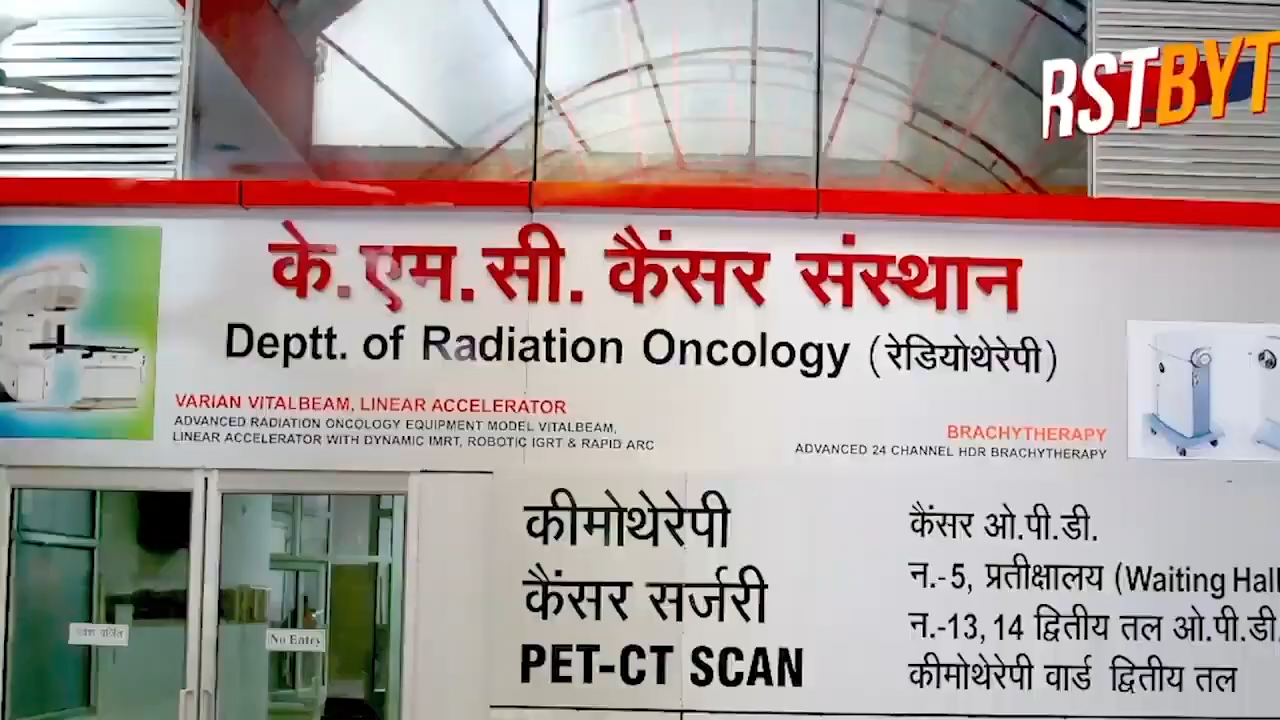 RSTBYT
के.एम.सी. कैंसर संस्थान
Deptt. of Radiation Oncology (रेडियोथेरेपी)
VARIAN VITALBEAM, LINEAR ACCELERATOR
ADVANCED RADIATION ONCOLOGY EQUIPMENT MODEL VITALBEAM,
LINEAR ACCELERATOR WITH DYNAMIC IMRT, ROBOTIC IGRT & RAPID ARC
BRACHYTHERAPY
ADVANCED 24 CHANNEL HDR BRACHYTHERAPY
कीमोथेरेपी
कैंसर सर्जरी
PET-CT SCAN
कैंसर ओ.पी.डी.
न.-5, प्रतीक्षालय (Waiting Hall
न.-13, 14 द्वितीय तल ओ.पी.डी
कीमोथेरेपी वार्ड द्वितीय तल
No Entry